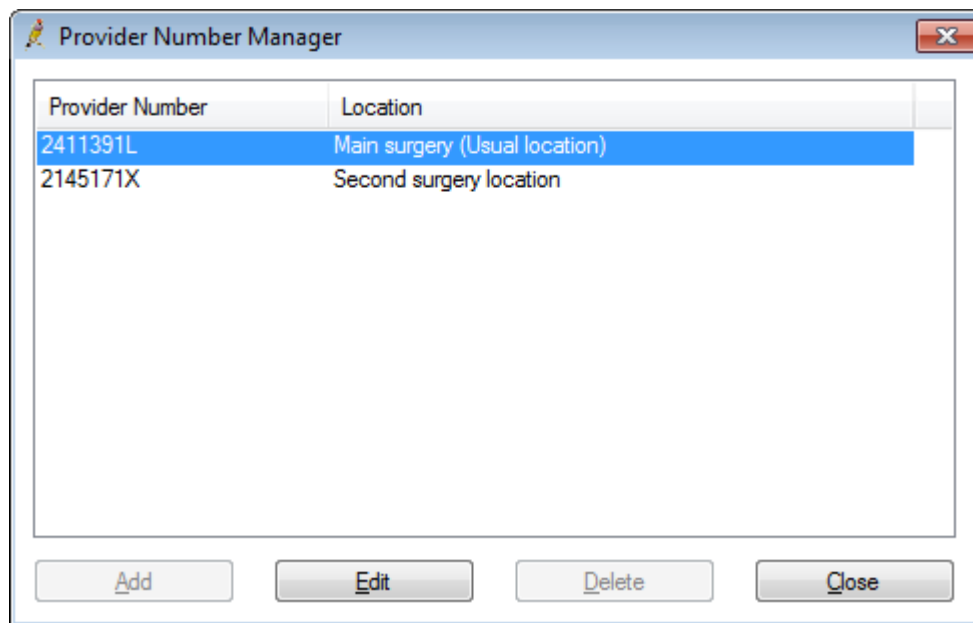 Provider Number Manager
Provider Number Location
2411391L Main surgery (Usual location)
2145171X Second surgery location
Add Edit Delete Close